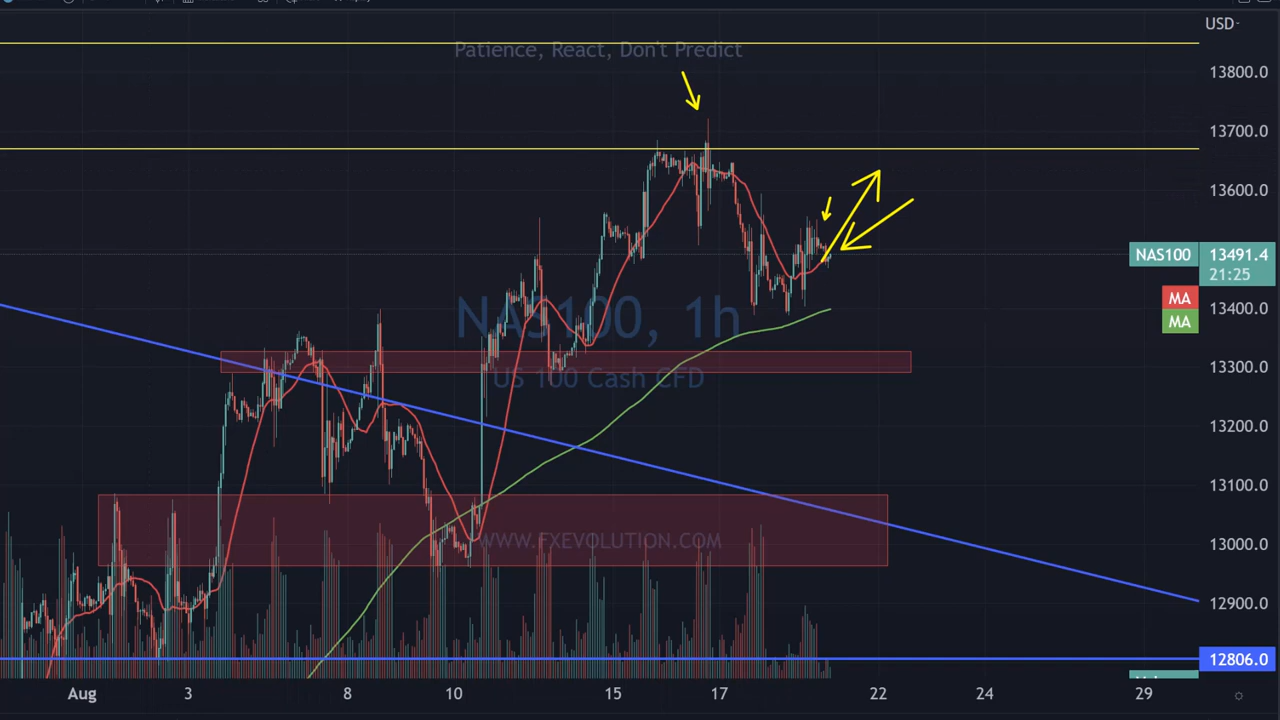 USD
Patience, React, Don't Predict
13800.0
13700.0
13600.0
NAS100 13491.4
21:25
MA
13400.0
MA
NAS100, 1h
13300.0
US 100 Cash CFD
13200.0
13100.0
WWW.FXEVOLUTION.COM
13000.0
12900.0
12806.0
Aug 3 8 10 15 17 22 24 29